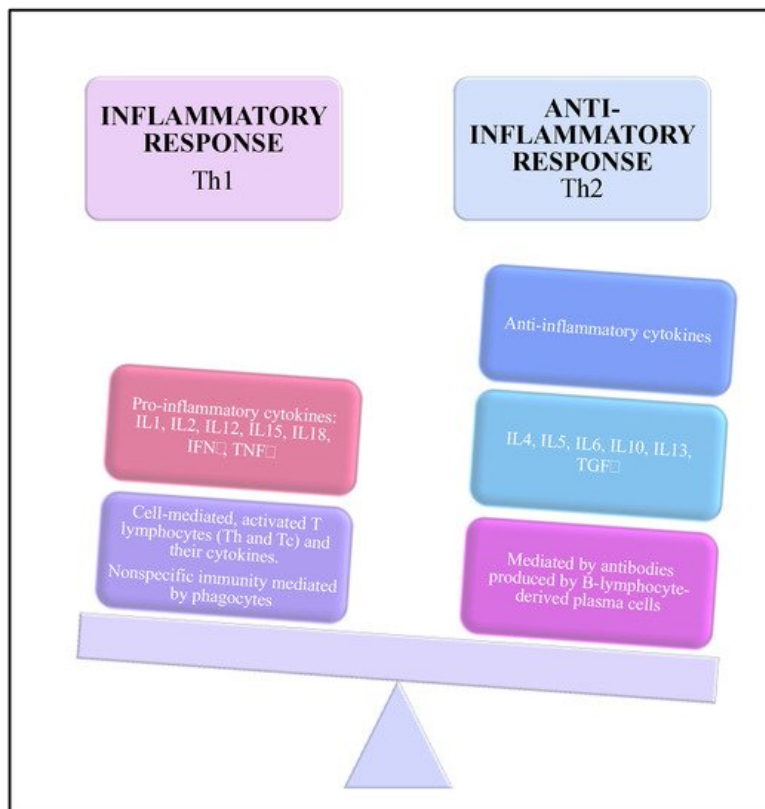 INFLAMMATORY
RESPONSE
Th1
ANTI-
INFLAMMATORY
RESPONSE
Th2
Pro-inflammatory cytokines:
IL1, IL2, IL12, IL15, IL18,
IFN□, TNF□
Cell-mediated, activated T
lymphocytes (Th and Tc) and
their cytokines.
Nonspecific immunity mediated
by phagocytes
Anti-inflammatory cytokines
IL4, IL5, IL6, IL10, IL13,
TGF□
Mediated by antibodies
produced by B-lymphocyte-
derived plasma cells